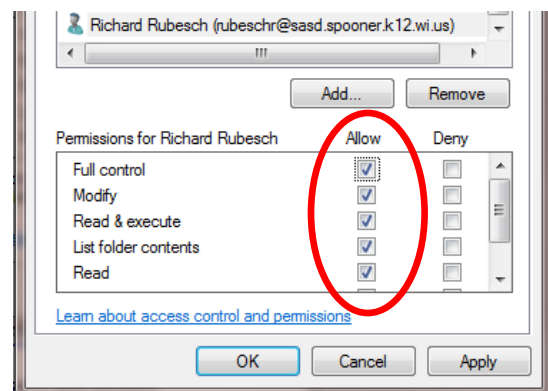 Richard Rubesch (rubeschr@sasd.spooner.k12.wi.us)
Add... Remove
Permissions for Richard Rubesch Allow Deny
Full control
Modify
Read & execute
List folder contents
Read
Learn about access control and permissions
OK Cancel Apply